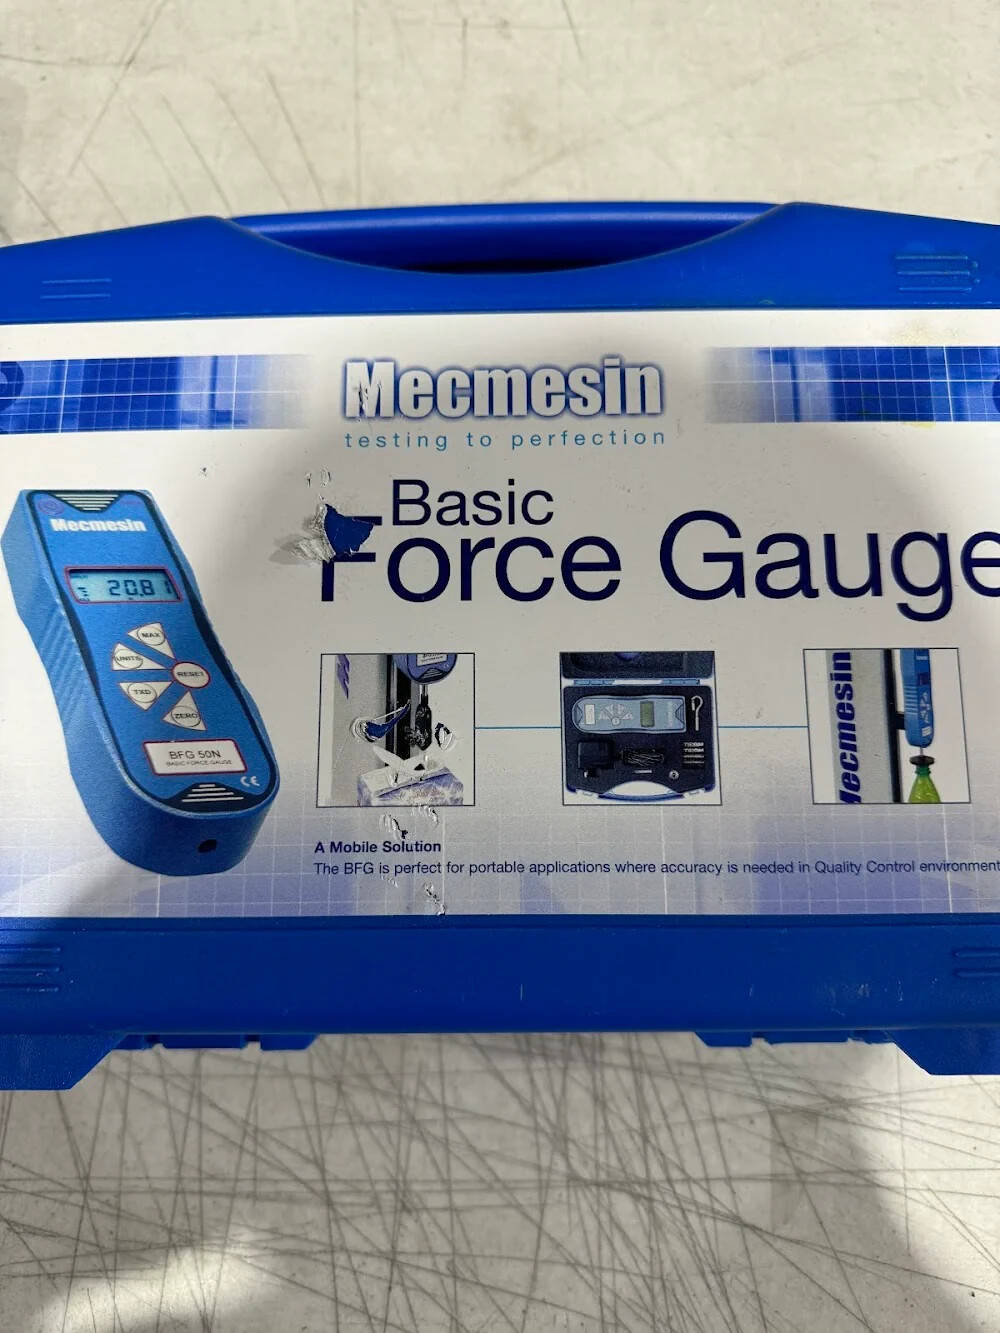 Mecmesin
testing to perfection
Basic
Force Gauge
Mecmesin
20.81
MAX
UNITS
RESET
TXD
ZERO
BFG 50N
BASIC FORCE GAUGE
CE
Mecmesin
A Mobile Solution
The BFG is perfect for portable applications where accuracy is needed in Quality Control environment